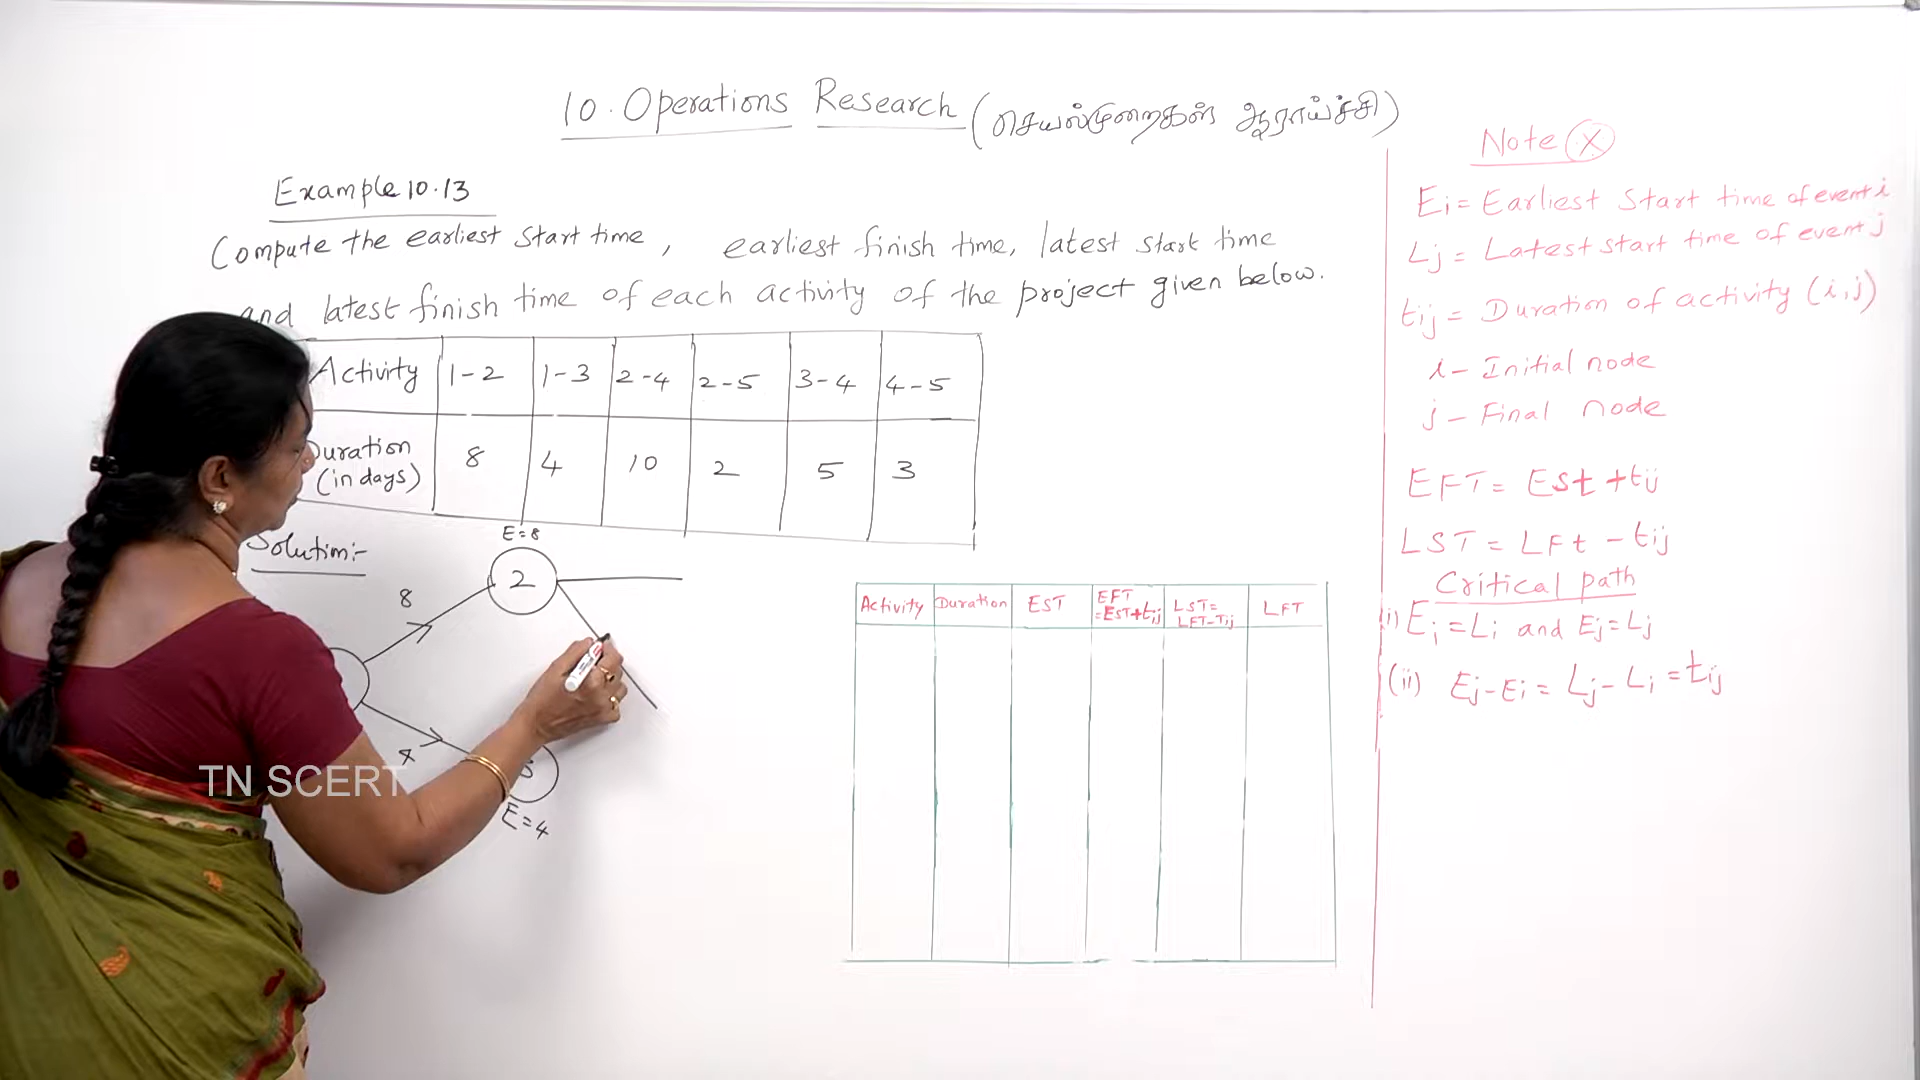 10. Operations Research (செயல்முறைகள் ஆராய்ச்சி)
Example 10.13
Compute the earliest start time, earliest finish time, latest start time
and latest finish time of each activity of the project given below.
Activity 1-2 1-3 2-4 2-5 3-4 4-5
Duration (in days) 8 4 10 2 5 3
Solution:-
E=8
2
8
4
E=4
Activity Duration EST EFT =EST+tij LST= LFT-Tij LFT
Note X
Ei = Earliest Start time of event i
Lj = Latest start time of event j
tij = Duration of activity (i,j)
i - Initial node
j - Final node
EFT = Est + tij
LST = LFt - tij
Critical path
i) Ei = Li and Ej = Lj
(ii) Ej - Ei = Lj - Li = tij
TN SCERT